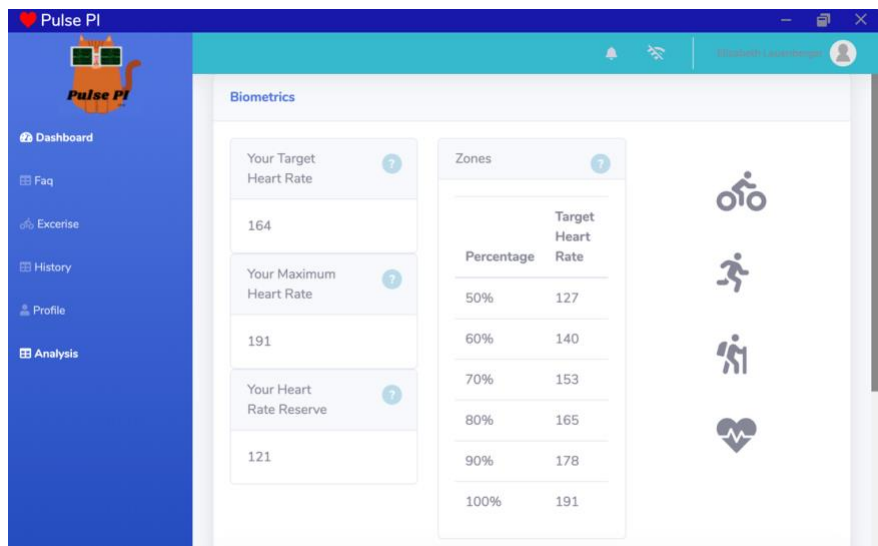 Pulse PI
Pulse PI
Dashboard
Faq
Excerise
History
Profile
Analysis
Biometrics
Your Target
Heart Rate
?
164
Your Maximum
Heart Rate
?
191
Your Heart
Rate Reserve
?
121
Zones
?
Percentage
Target
Heart
Rate
50% 127
60% 140
70% 153
80% 165
90% 178
100% 191